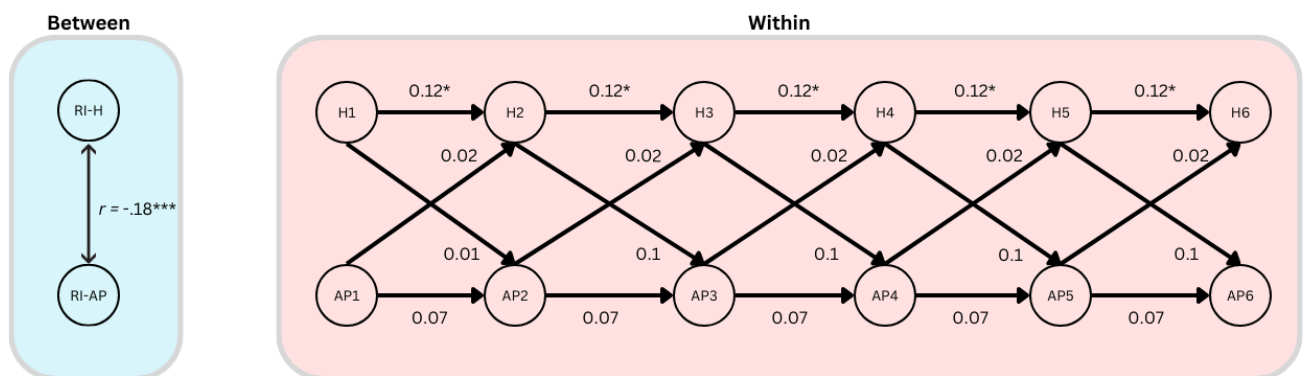 Between
Within
RI-H
r = -.18***
RI-AP
0.12* 0.12* 0.12* 0.12* 0.12*
H1 H2 H3 H4 H5 H6
0.02 0.02 0.02 0.02 0.02
0.01 0.1 0.1 0.1 0.1
AP1 AP2 AP3 AP4 AP5 AP6
0.07 0.07 0.07 0.07 0.07